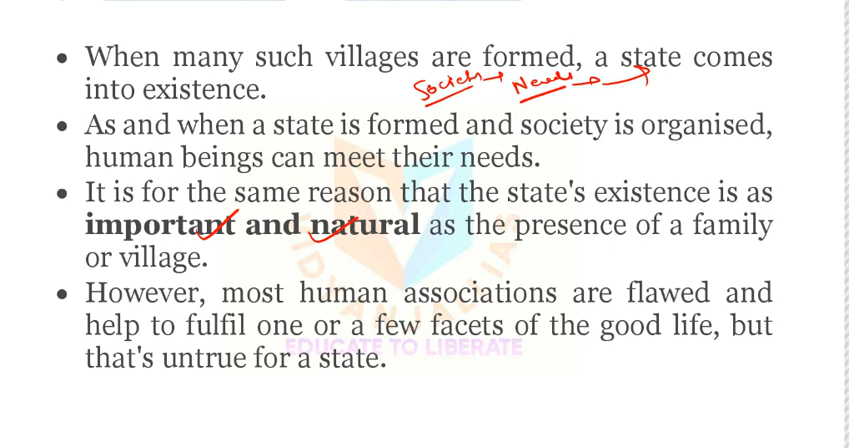 • When many such villages are formed, a state comes
into existence.
Society → Needs →
• As and when a state is formed and society is organised,
human beings can meet their needs.
• It is for the same reason that the state's existence is as
important and natural as the presence of a family
or village.
• However, most human associations are flawed and
help to fulfil one or a few facets of the good life, but
that's untrue for a state.
VIDYANJALI IAS
EDUCATE TO LIBERATE